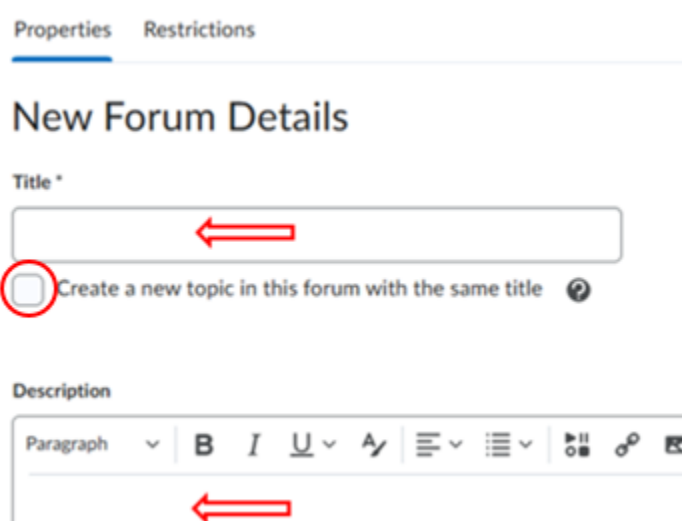 Properties Restrictions
New Forum Details
Title *
Create a new topic in this forum with the same title ?
Description
Paragraph B I U A